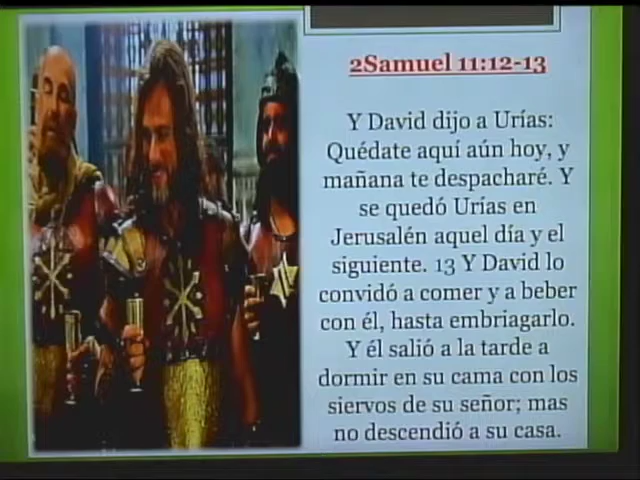 2Samuel 11:12-13
Y David dijo a Urías:
Quédate aquí aún hoy, y
mañana te despacharé. Y
se quedó Urías en
Jerusalén aquel día y el
siguiente. 13 Y David lo
convidó a comer y a beber
con él, hasta embriagarlo.
Y él salió a la tarde a
dormir en su cama con los
siervos de su señor; mas
no descendió a su casa.